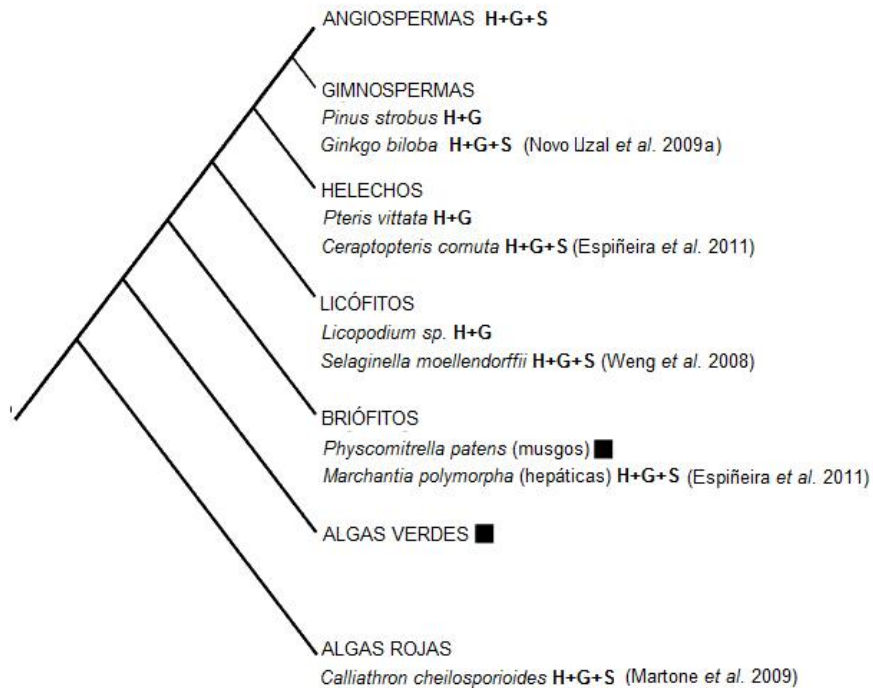 ANGIOSPERMAS H+G+S
GIMNOSPERMAS
Pinus strobus H+G
Ginkgo biloba H+G+S (Novo Uzal et al. 2009a)
HELECHOS
Pteris vittata H+G
Ceraptopteris cornuta H+G+S (Espiñeira et al. 2011)
LICÓFITOS
Licopodium sp. H+G
Selaginella moellendorffii H+G+S (Weng et al. 2008)
BRIÓFITOS
Physcomitrella patens (musgos) ■
Marchantia polymorpha (hepáticas) H+G+S (Espiñeira et al. 2011)
ALGAS VERDES ■
ALGAS ROJAS
Calliathron cheilosporioides H+G+S (Martone et al. 2009)